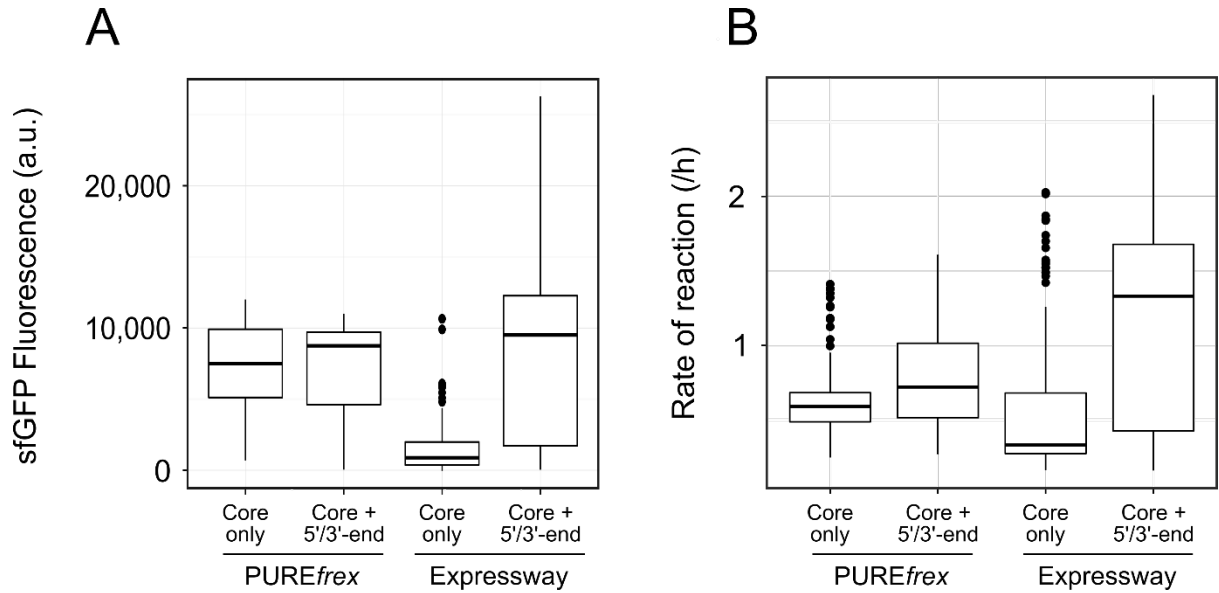 A
sfGFP Fluorescence (a.u.)
20,000
10,000
0
Core only
Core + 5'/3'-end
Core only
Core + 5'/3'-end
PUREfrex
Expressway
B
Rate of reaction (/h)
2
1
Core only
Core + 5'/3'-end
Core only
Core + 5'/3'-end
PUREfrex
Expressway